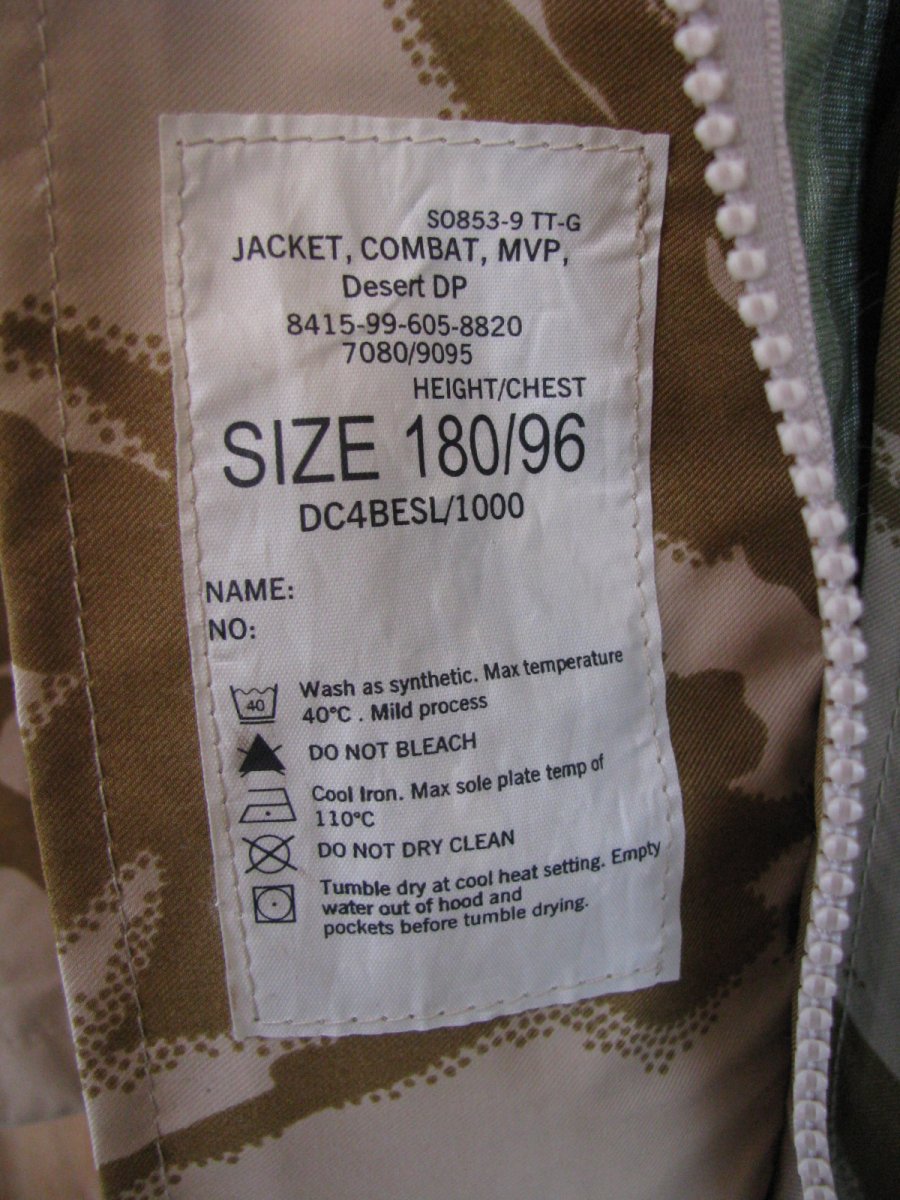 SO853-9 TT-G
JACKET, COMBAT, MVP,
Desert DP
8415-99-605-8820
7080/9095
HEIGHT/CHEST
SIZE 180/96
DC4BESL/1000
NAME:
NO:
40
Wash as synthetic. Max temperature
40°C . Mild process
DO NOT BLEACH
Cool Iron. Max sole plate temp of
110°C
DO NOT DRY CLEAN
Tumble dry at cool heat setting. Empty
water out of hood and
pockets before tumble drying.